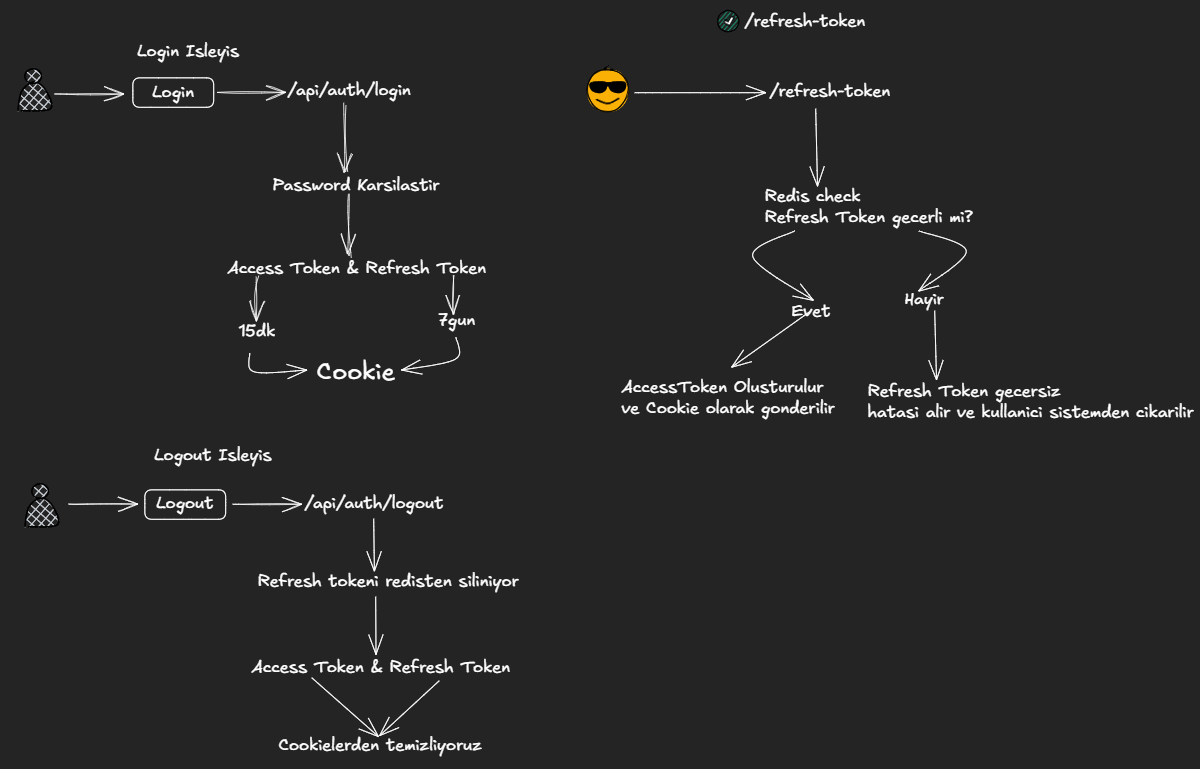 Login Isleyis
Login
/api/auth/login
Password Karsilastir
Access Token & Refresh Token
15dk
7gun
Cookie
/refresh-token
/refresh-token
Redis check
Refresh Token gecerli mi?
Evet
Hayir
AccessToken Olusturulur
ve Cookie olarak gonderilir
Refresh Token gecersiz
hatasi alir ve kullanici sistemden cikarilir
Logout Isleyis
Logout
/api/auth/logout
Refresh tokeni redisten siliniyor
Access Token & Refresh Token
Cookielerden temizliyoruz